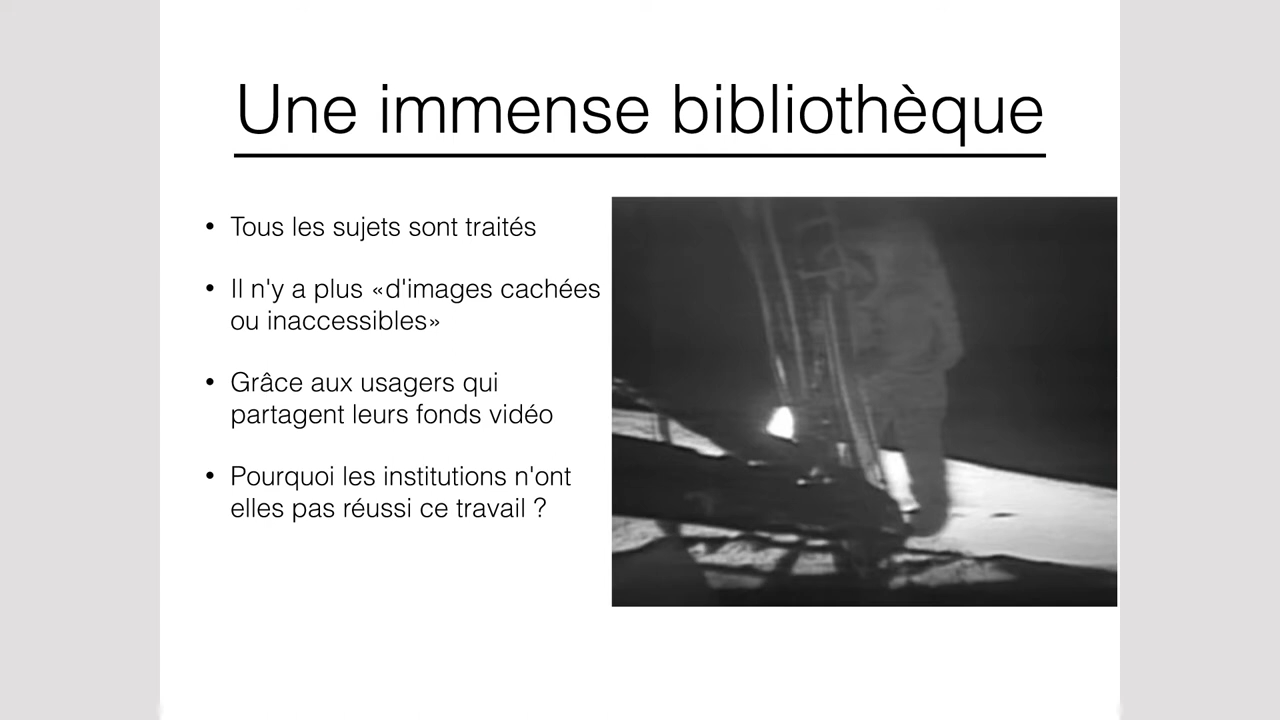 Une immense bibliothèque
• Tous les sujets sont traités
• Il n'y a plus «d'images cachées
ou inaccessibles»
• Grâce aux usagers qui
partagent leurs fonds vidéo
• Pourquoi les institutions n'ont
elles pas réussi ce travail ?